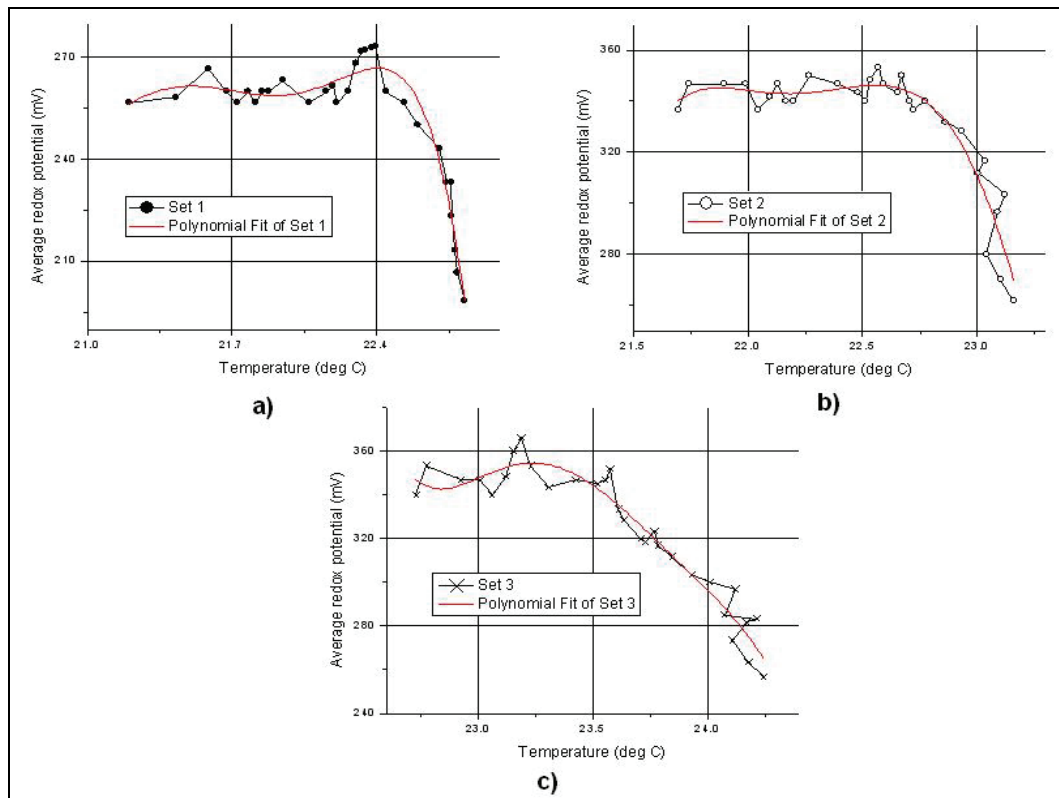 270
240
210
Average redox potential (mV)
Set 1
Polynomial Fit of Set 1
21.0 21.7 22.4
Temperature (deg C)
a)
360
320
280
Average redox potential (mV)
Set 2
Polynomial Fit of Set 2
21.5 22.0 22.5 23.0
Temperature (deg C)
b)
360
320
280
240
Average redox potential (mV)
Set 3
Polynomial Fit of Set 3
23.0 23.5 24.0
Temperature (deg C)
c)